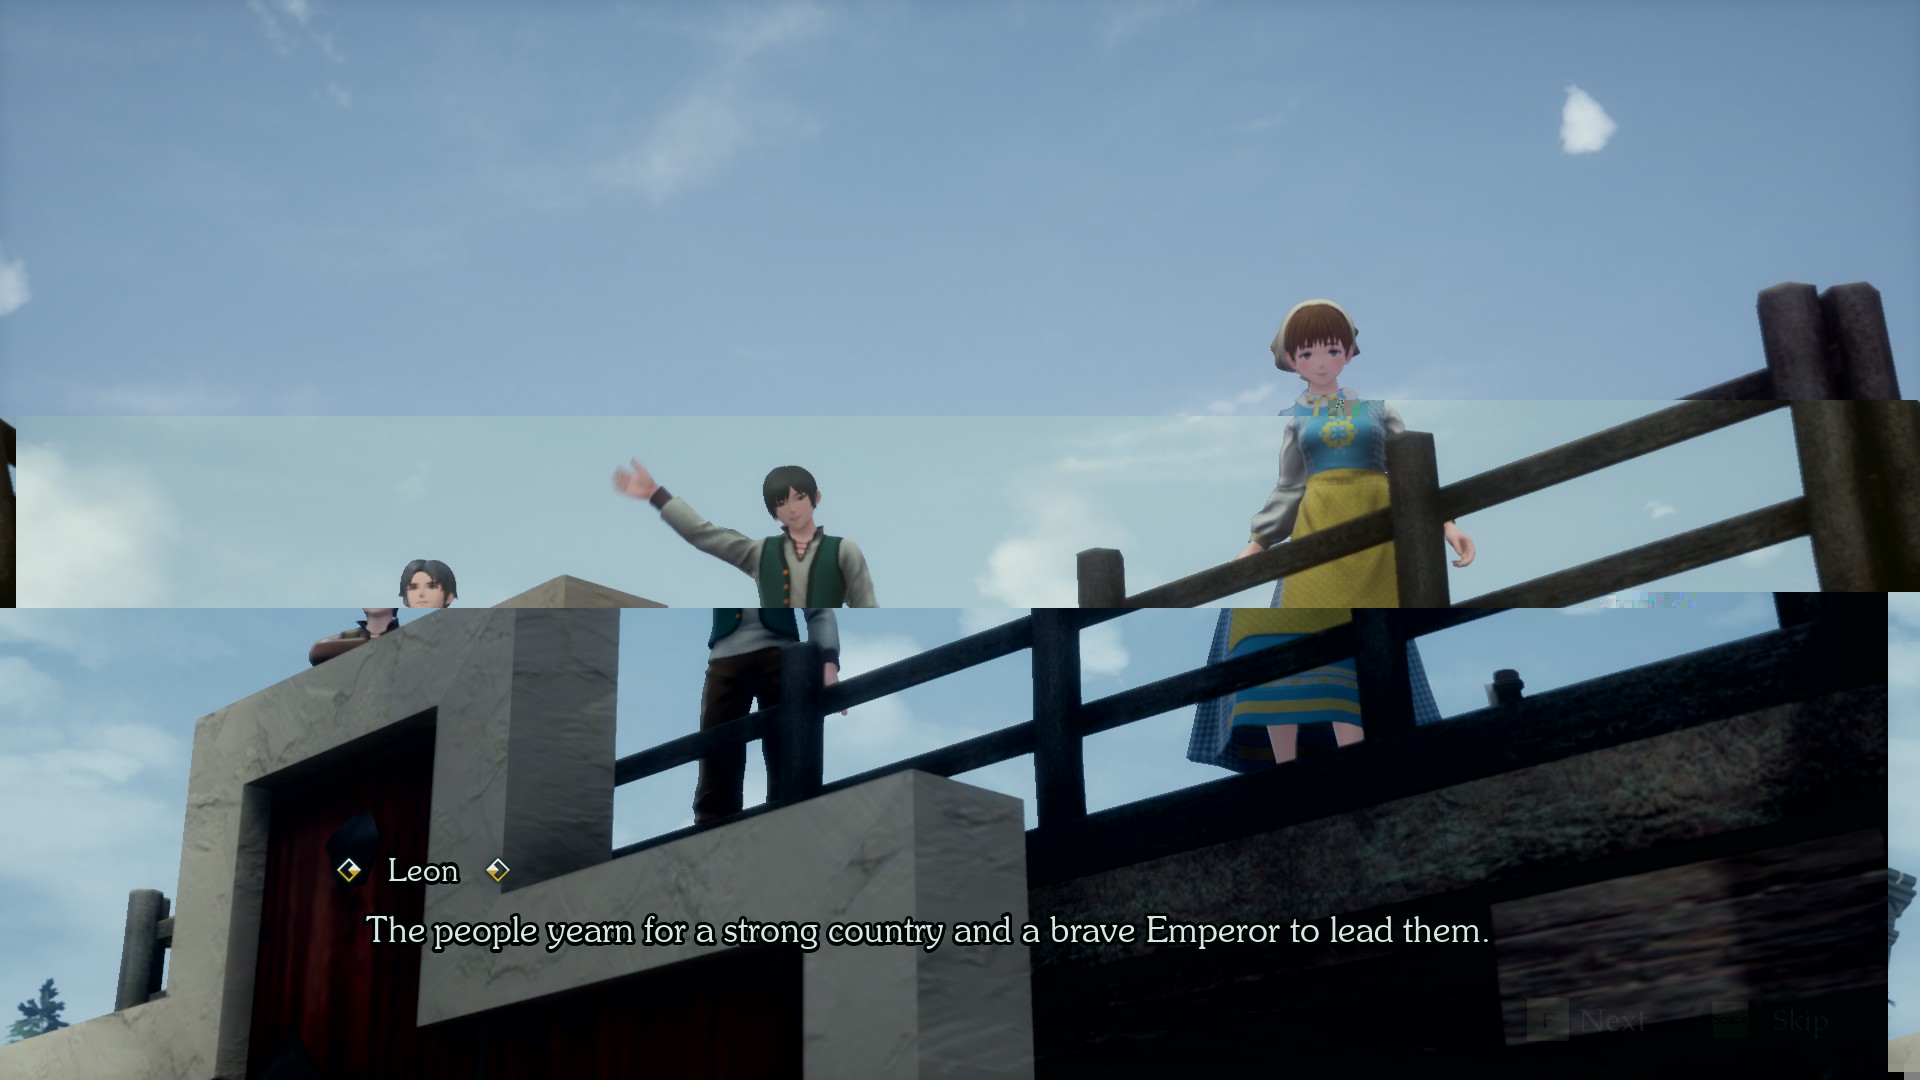 Leon
The people yearn for a strong country and a brave Emperor to lead them.
F Next Skip